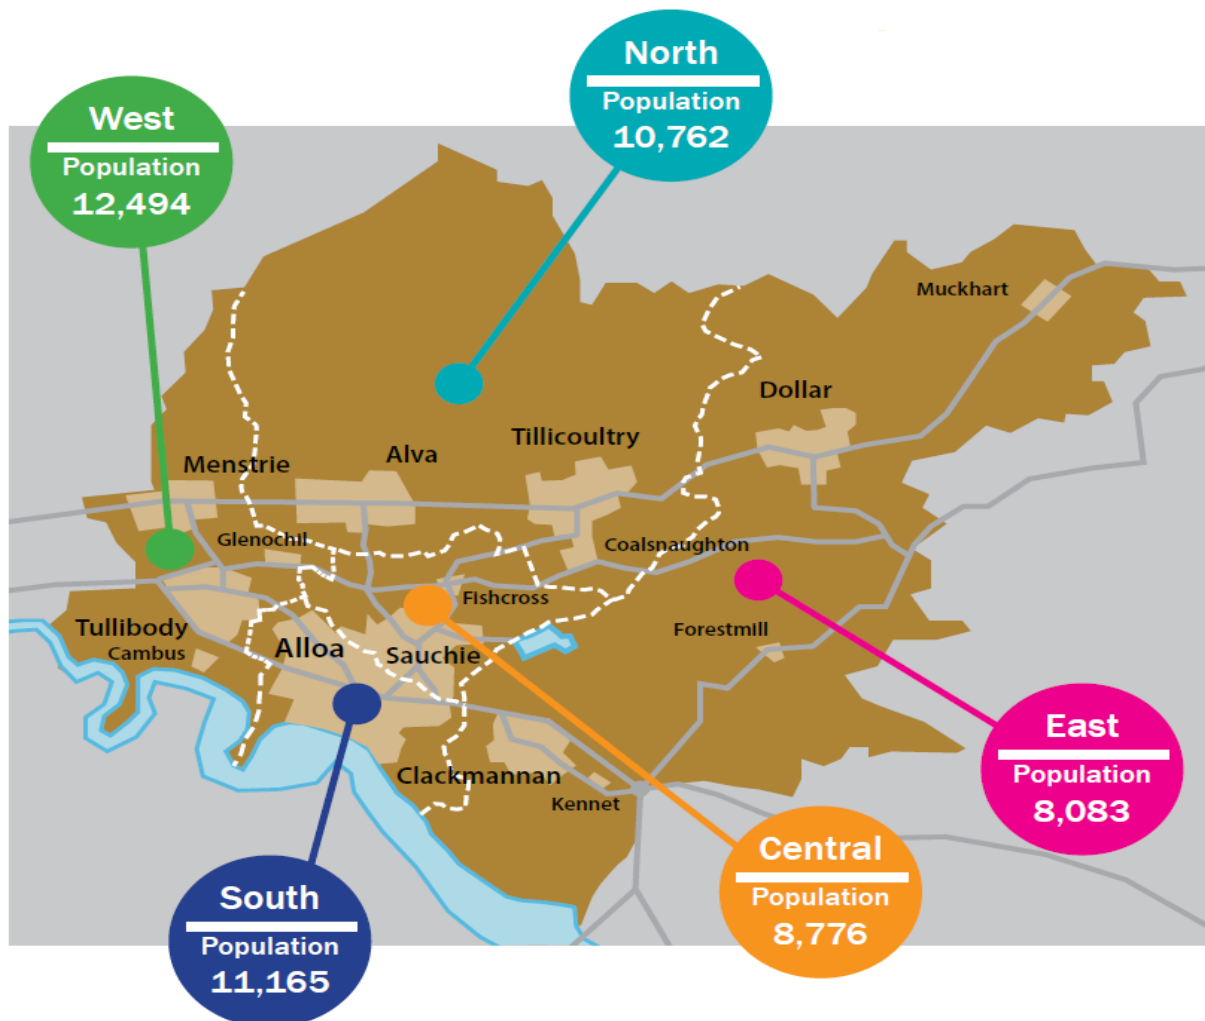 North
Population
10,762
West
Population
12,494
Muckhart
Dollar
Tillicoultry
Alva
Menstrie
Glenochil
Coalsnaughton
Fishcross
Forestmill
Tullibody
Cambus
Alloa
Sauchie
Clackmannan
Kennet
East
Population
8,083
Central
Population
8,776
South
Population
11,165